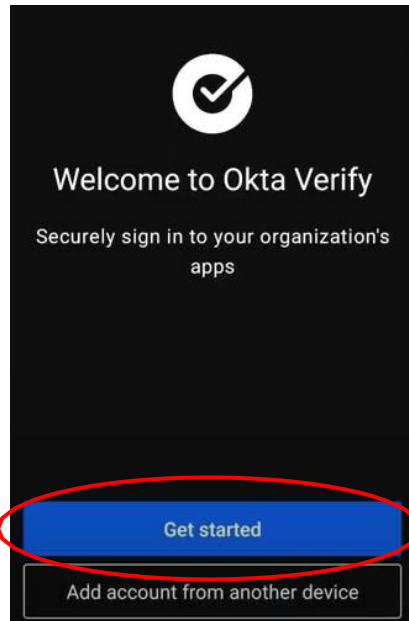 Welcome to Okta Verify
Securely sign in to your organization's
apps
Get started
Add account from another device